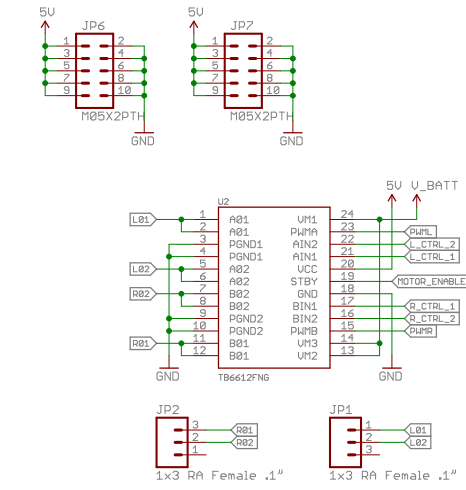 5V 5V
JP6 JP7
1 2 1 2
3 4 3 4
5 6 5 6
7 8 7 8
9 10 9 10
M05X2PTH M05X2PTH
GND GND
5V V_BATT
U2
L01 1 A01 VM1 24
2 A01 PWMA 23 PWML
3 PGND1 AIN2 22 L_CTRL_2
4 PGND1 AIN1 21 L_CTRL_1
L02 5 A02 VCC 20
6 A02 STBY 19 MOTOR_ENABLE
R02 7 B02 GND 18
8 B02 BIN1 17 R_CTRL_1
9 PGND2 BIN2 16 R_CTRL_2
10 PGND2 PWMB 15 PWMR
R01 11 B01 VM3 14
12 B01 VM2 13
GND TB6612FNG GND
JP2 JP1
3 R01 1 L01
2 R02 2 L02
1 3
1x3 RA Female .1" 1x3 RA Female .1"